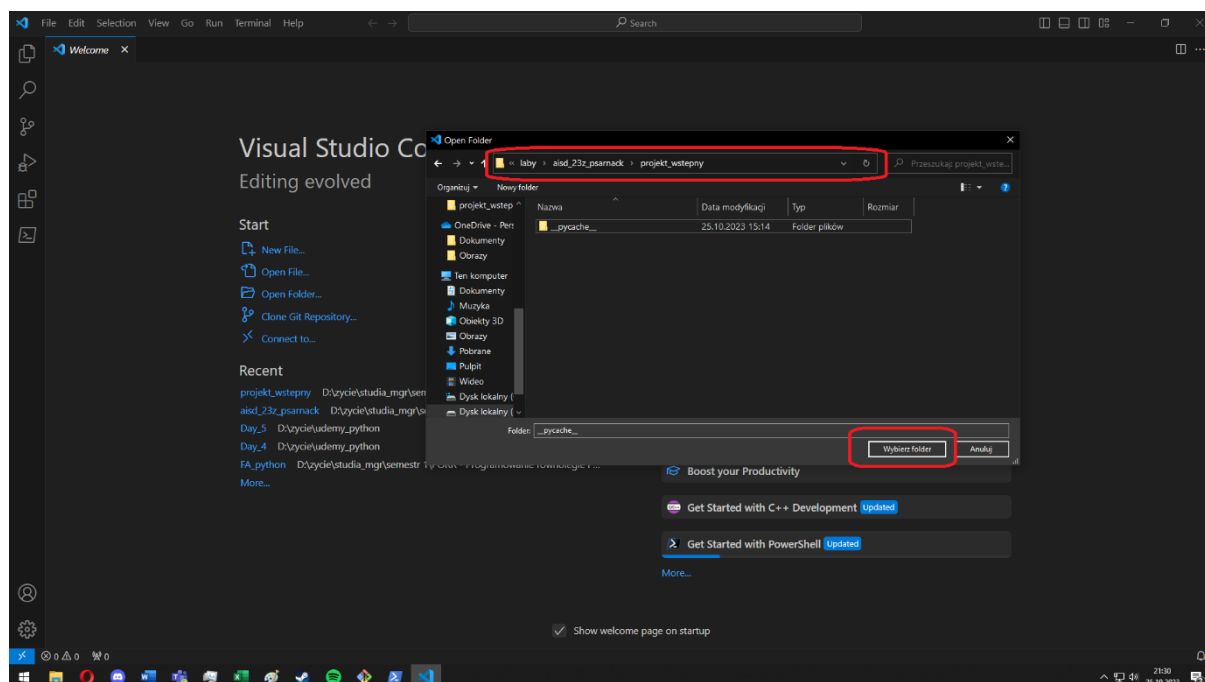 File Edit Selection View Go Run Terminal Help
Search
Welcome
Visual Studio Co
Editing evolved
Start
New File...
Open File...
Open Folder...
Clone Git Repository...
Connect to...
Recent
projekt_wstepny D:\zycie\studia_mgr\sem
aisd_23z_psarnack D:\zycie\studia_mgr\se
Day_5 D:\zycie\udemy_python
Day_4 D:\zycie\udemy_python
FA_python D:\zycie\studia_mgr\semestr
More...
Open Folder
« laby › aisd_23z_psarnack › projekt_wstepny
Przeszukaj: projekt_wste...
Organizuj Nowy folder
projekt_wstep
OneDrive - Pers
Dokumenty
Obrazy
Ten komputer
Dokumenty
Muzyka
Obiekty 3D
Obrazy
Pobrane
Pulpit
Wideo
Dysk lokalny (
Dysk lokalny (
Nazwa Data modyfikacji Typ Rozmiar
__pycache__ 25.10.2023 15:14 Folder plików
Folder: __pycache__
Wybierz folder Anuluj
Boost your Productivity
Get Started with C++ Development Updated
Get Started with PowerShell Updated
More...
Show welcome page on startup
0 0 0
21:30
25.10.2023